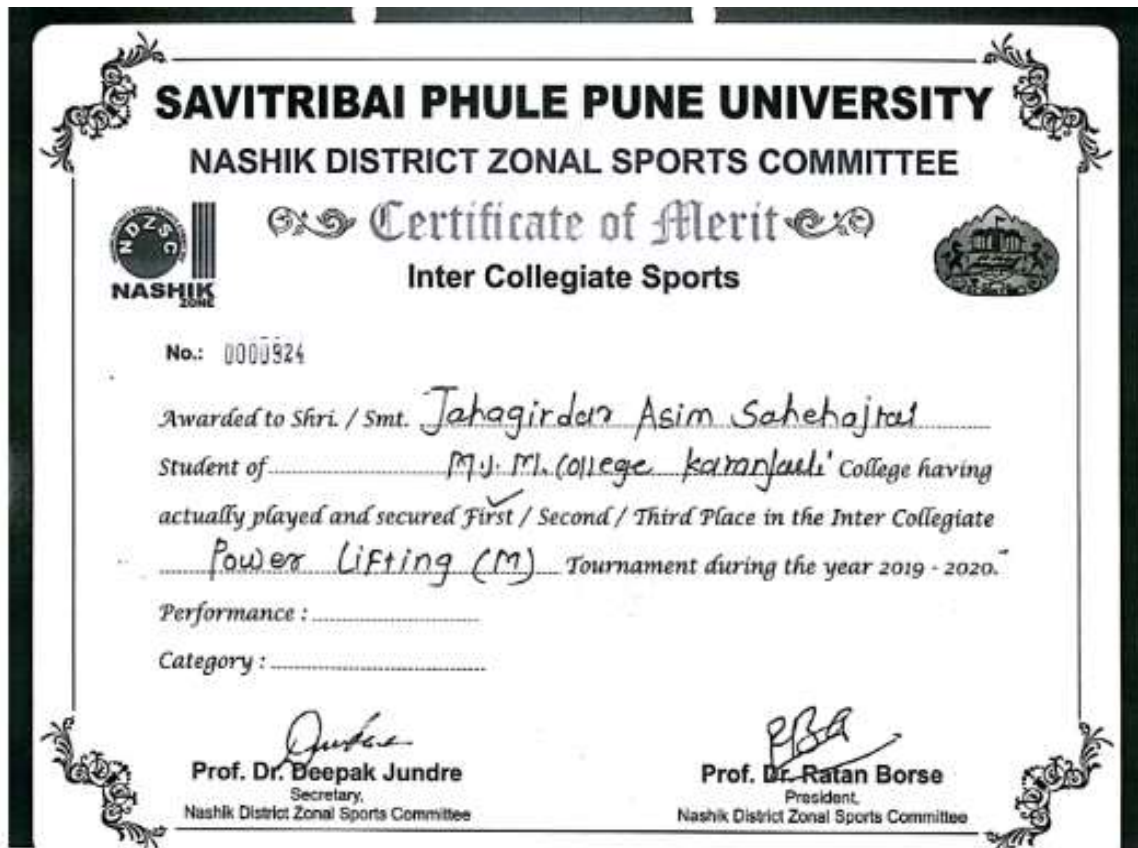 SAVITRIBAI PHULE PUNE UNIVERSITY
NASHIK DISTRICT ZONAL SPORTS COMMITTEE
Certificate of Merit
Inter Collegiate Sports
NDZSC
NASHIK
ZONE
No.: 0000924
Awarded to Shri. / Smt. Jahagirdar Asim
Student of M.J.M. College Karanjali College having
actually played and secured First / Second / Third Place in the Inter Collegiate
Power Lifting (M) Tournament during the year 2019 - 2020.
Performance :
Category :
Prof. Dr. Deepak Jundre
Secretary,
Nashik District Zonal Sports Committee
Prof. Dr. Ratan Borse
President,
Nashik District Zonal Sports Committee